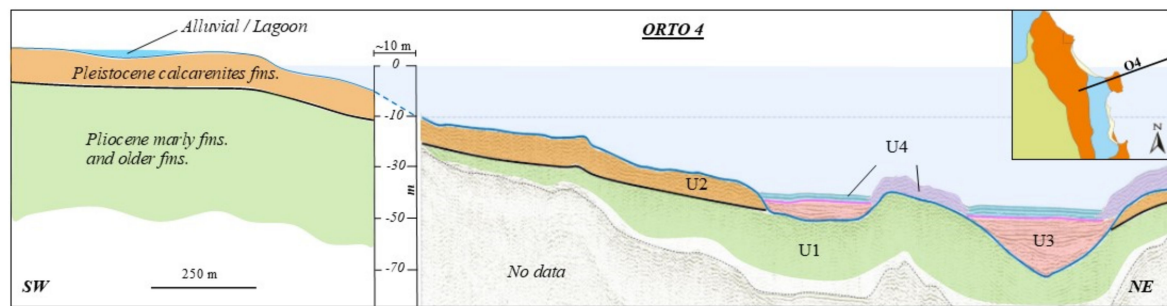 Alluvial / Lagoon
ORTO 4
~10 m
Pleistocene calcarenites fms.
Pliocene marly fms.
and older fms.
0
-10
-30
-50
-70
m
U2
U4
U1
U3
No data
O4
N
SW
250 m
NE